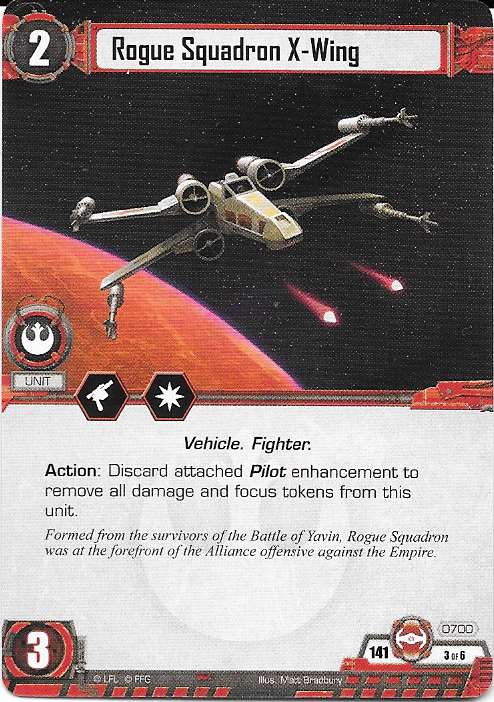 2
Rogue Squadron X-Wing
UNIT
Vehicle. Fighter.
Action: Discard attached Pilot enhancement to
remove all damage and focus tokens from this
unit.
Formed from the survivors of the Battle of Yavin, Rogue Squadron
was at the forefront of the Alliance offensive against the Empire.
3
0700
141
3 OF 6
© LFL © FFG
Illus. Matt Bradbury